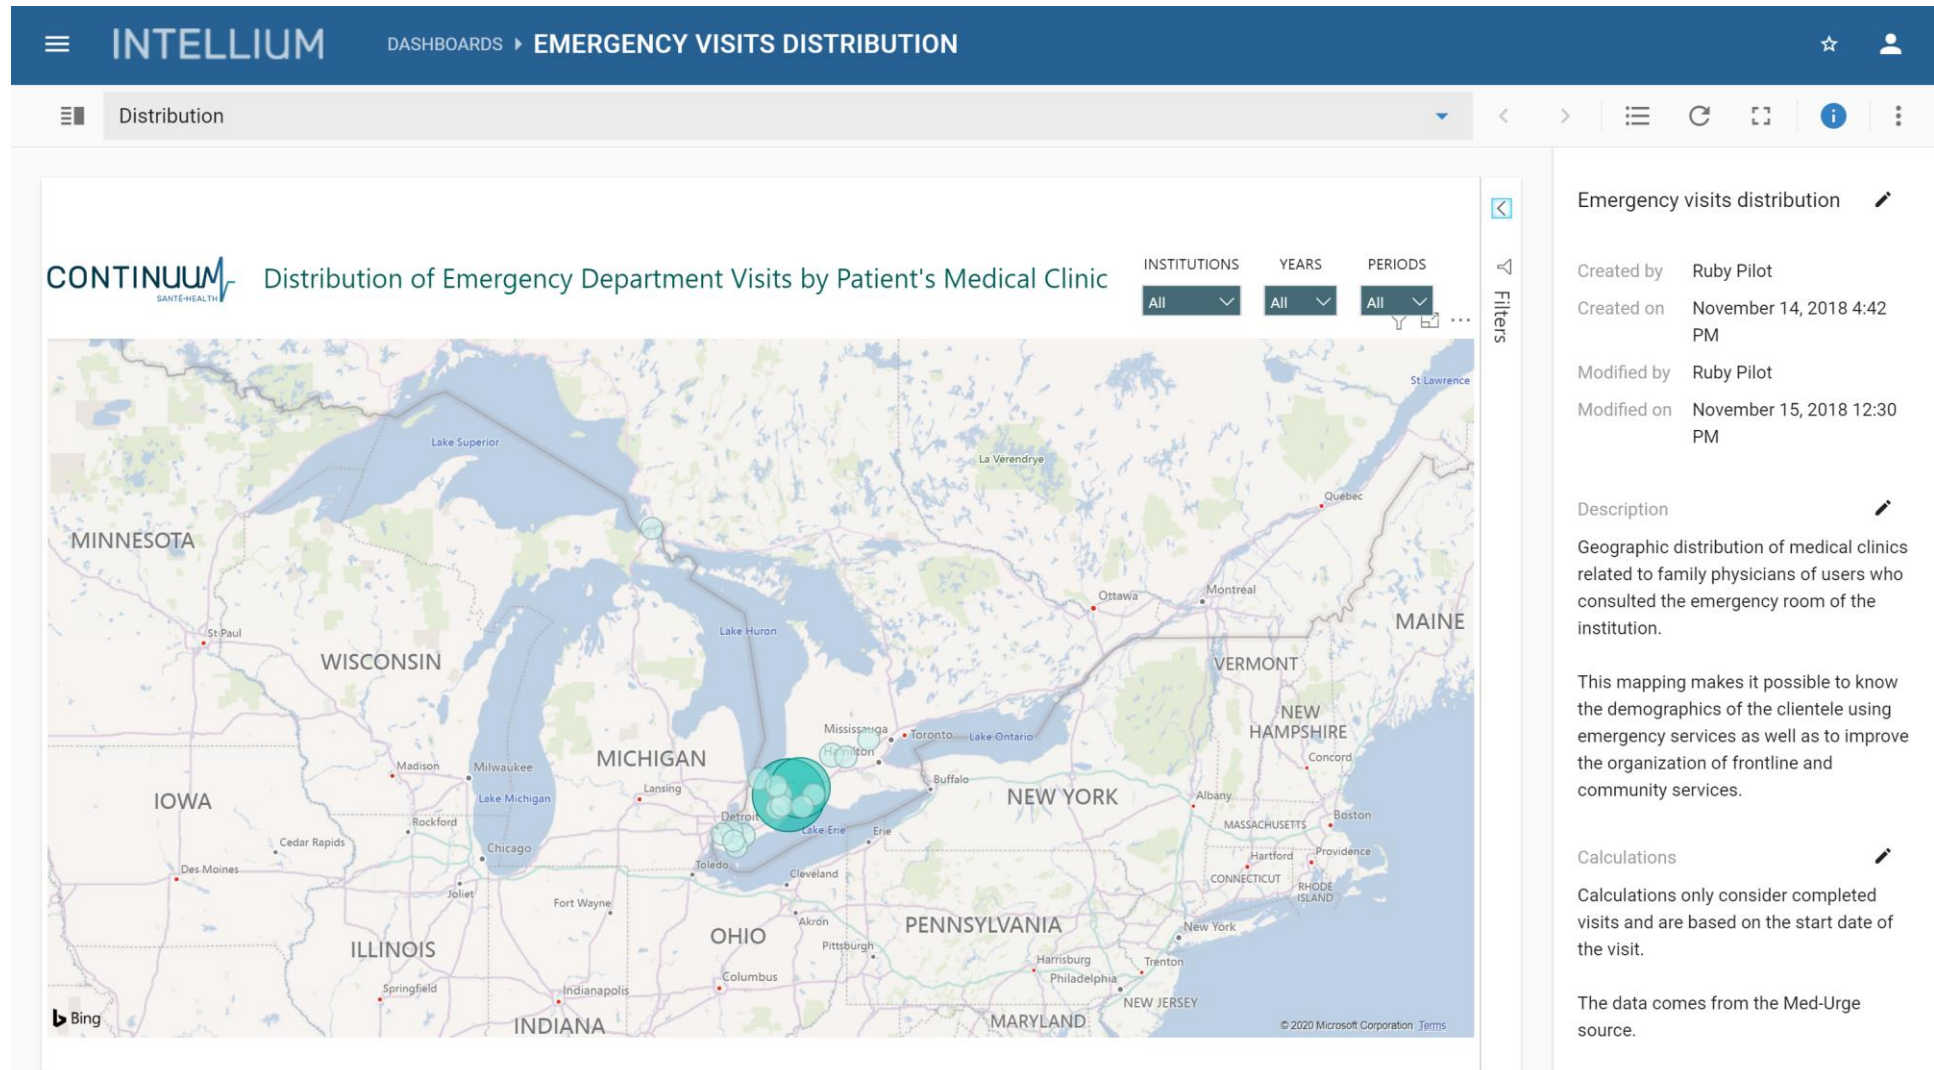 INTELLIUM
DASHBOARDS
EMERGENCY VISITS DISTRIBUTION
Distribution
CONTINUUM
SANTÉ·HEALTH
Distribution of Emergency Department Visits by Patient's Medical Clinic
INSTITUTIONS
YEARS
PERIODS
All
All
All
Filters
St Lawrence
Lake Superior
La Vérendrye
Quebec
MINNESOTA
Ottawa
Montreal
MAINE
St Paul
Lake Huron
WISCONSIN
VERMONT
NEW
HAMPSHIRE
Mississauga
Toronto
Lake Ontario
Hamilton
MICHIGAN
Concord
Madison
Milwaukee
Buffalo
Lansing
Lake Michigan
NEW YORK
Albany
IOWA
Rockford
Detroit
MASSACHUSETTS
Boston
Lake Erie
Erie
Cedar Rapids
Chicago
Hartford
Providence
Des Moines
Toledo
Cleveland
CONNECTICUT
RHODE
ISLAND
Joliet
Fort Wayne
Akron
PENNSYLVANIA
New York
ILLINOIS
OHIO
Pittsburgh
Harrisburg
Trenton
Columbus
Philadelphia
Springfield
Indianapolis
NEW JERSEY
Bing
INDIANA
MARYLAND
© 2020 Microsoft Corporation Terms
Emergency visits distribution
Created by Ruby Pilot
Created on November 14, 2018 4:42
PM
Modified by Ruby Pilot
Modified on November 15, 2018 12:30
PM
Description
Geographic distribution of medical clinics
related to family physicians of users who
consulted the emergency room of the
institution.
This mapping makes it possible to know
the demographics of the clientele using
emergency services as well as to improve
the organization of frontline and
community services.
Calculations
Calculations only consider completed
visits and are based on the start date of
the visit.
The data comes from the Med-Urge
source.